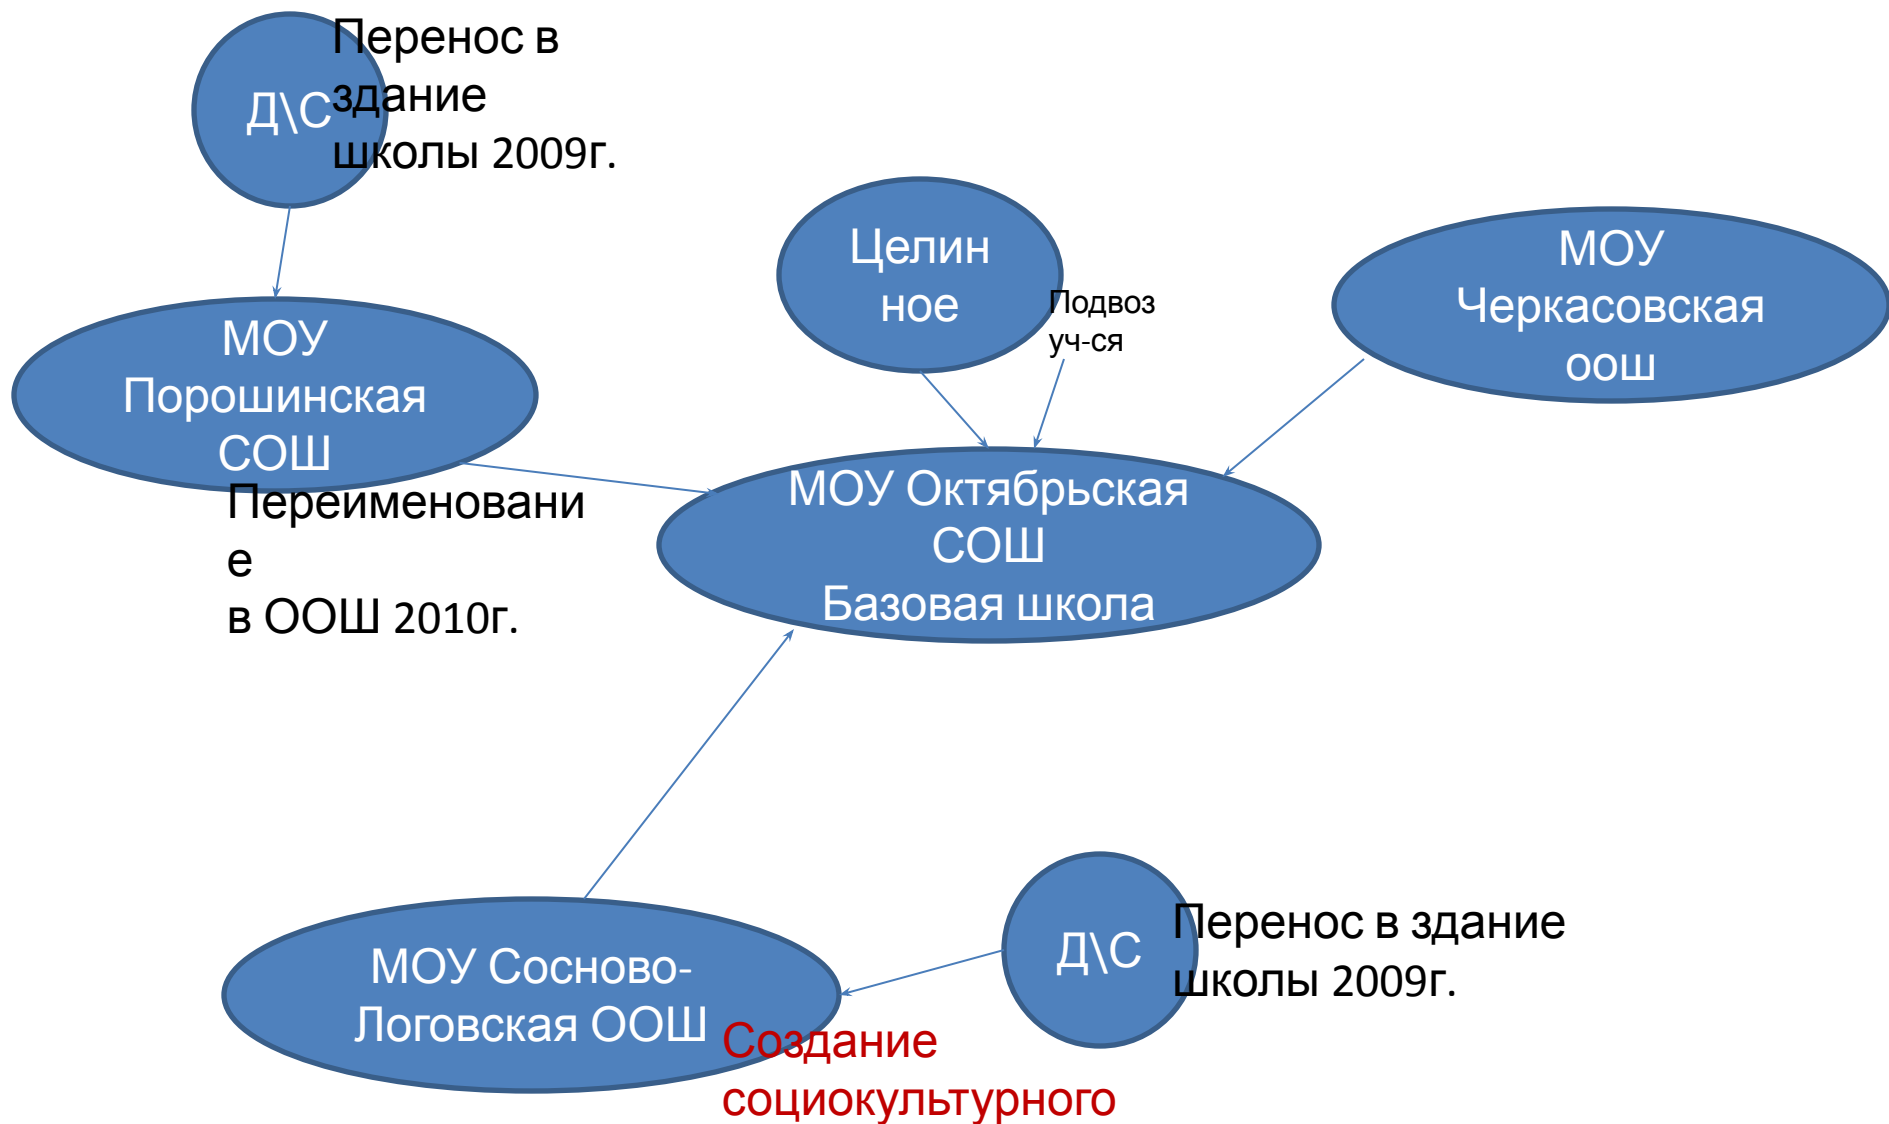 Д\С
Перенос в
здание
школы 2009г.
Целин
ное
Подвоз
уч-ся
МОУ
Черкасовская
оош
МОУ
Порошинская
СОШ
Переименовани
е
в ООШ 2010г.
МОУ Октябрьская
СОШ
Базовая школа
МОУ Сосново-
Логовская ООШ
Д\С
Перенос в здание
школы 2009г.
Создание
социокультурного